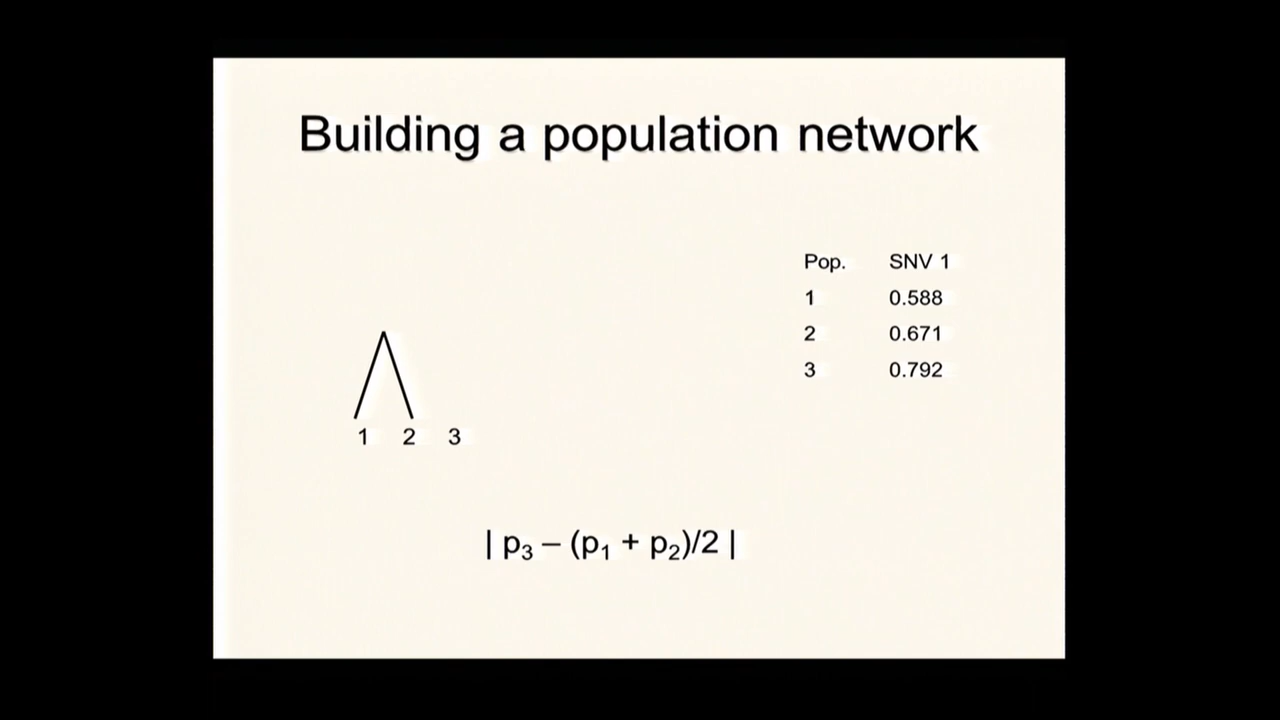 Building a population network
Pop. SNV 1
1 0.588
2 0.671
3 0.792
1 2 3
| p₃ – (p₁ + p₂)/2 |